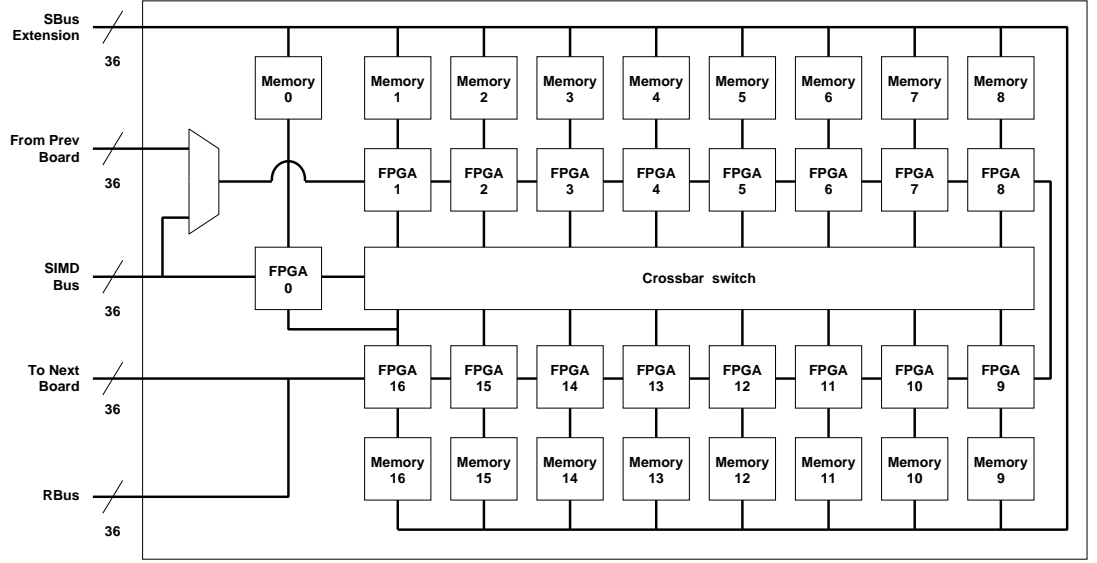 SBus
Extension
36
Memory
0
Memory
1
Memory
2
Memory
3
Memory
4
Memory
5
Memory
6
Memory
7
Memory
8
From Prev
Board
36
FPGA
1
FPGA
2
FPGA
3
FPGA
4
FPGA
5
FPGA
6
FPGA
7
FPGA
8
SIMD
Bus
36
FPGA
0
Crossbar switch
To Next
Board
36
FPGA
16
FPGA
15
FPGA
14
FPGA
13
FPGA
12
FPGA
11
FPGA
10
FPGA
9
Memory
16
Memory
15
Memory
14
Memory
13
Memory
12
Memory
11
Memory
10
Memory
9
RBus
36